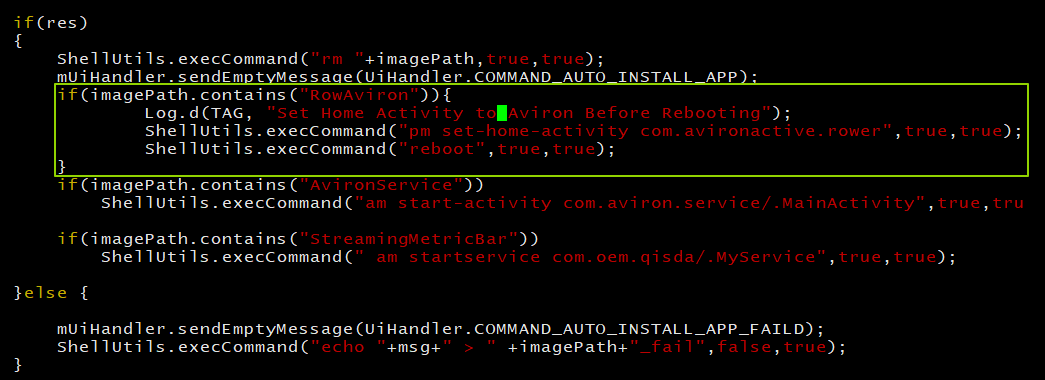 if(res)
{
    ShellUtils.execCommand("rm "+imagePath,true,true);
    mUiHandler.sendEmptyMessage(UiHandler.COMMAND_AUTO_INSTALL_APP);
    if(imagePath.contains("RowAviron")){
            Log.d(TAG, "Set Home Activity to Aviron Before Rebooting");
            ShellUtils.execCommand("pm set-home-activity com.avironactive.rower",true,true);
            ShellUtils.execCommand("reboot",true,true);
    }
    if(imagePath.contains("AvironService"))
        ShellUtils.execCommand("am start-activity com.aviron.service/.MainActivity",true,tru
    if(imagePath.contains("StreamingMetricBar"))
        ShellUtils.execCommand(" am startservice com.oem.qisda/.MyService",true,true);
}else {
    mUiHandler.sendEmptyMessage(UiHandler.COMMAND_AUTO_INSTALL_APP_FAILD);
    ShellUtils.execCommand("echo "+msg+" > " +imagePath+"_fail",false,true);
}